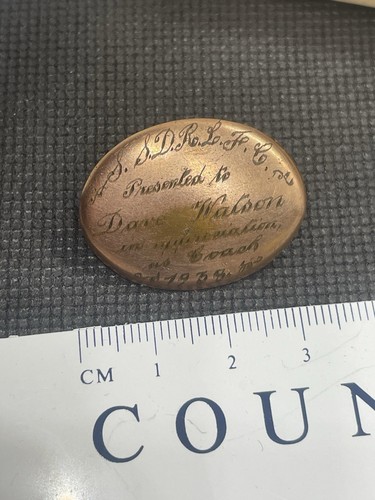 S. S.D.R.L.F.C.
Presented to
Dave Watson
in appreciation,
as Coach
1938
CM 1 2 3
COUN